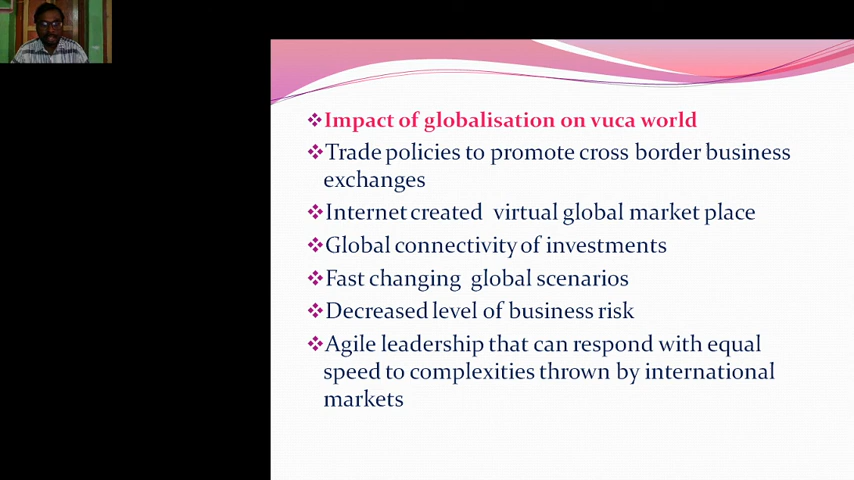 Impact of globalisation on vuca world
Trade policies to promote cross border business
exchanges
Internet created virtual global market place
Global connectivity of investments
Fast changing global scenarios
Decreased level of business risk
Agile leadership that can respond with equal
speed to complexities thrown by international
markets